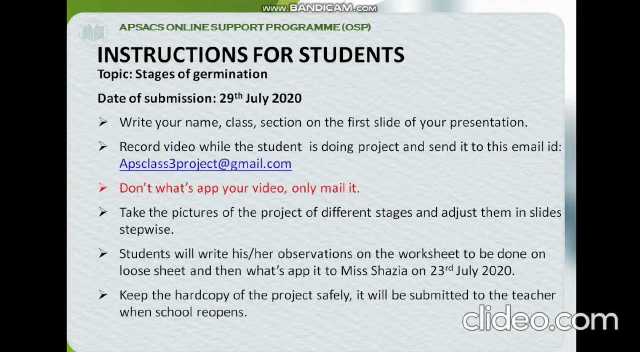 www.BANDICAM.com
APSACS ONLINE SUPPORT PROGRAMME (OSP)
INSTRUCTIONS FOR STUDENTS
Topic: Stages of germination
Date of submission: 29th July 2020
➢ Write your name, class, section on the first slide of your presentation.
➢ Record video while the student is doing project and send it to this email id:
Apsclass3project@gmail.com
➢ Don't what's app your video, only mail it.
➢ Take the pictures of the project of different stages and adjust them in slides
stepwise.
➢ Students will write his/her observations on the worksheet to be done on
loose sheet and then what's app it to Miss Shazia on 23rd July 2020.
➢ Keep the hardcopy of the project safely, it will be submitted to the teacher
when school reopens.
clideo.com